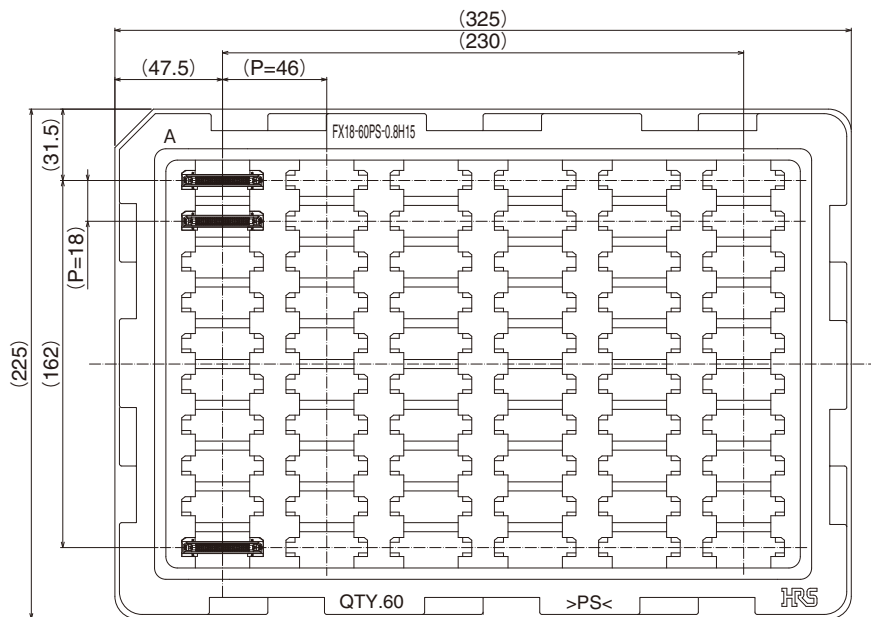 (325)
(230)
(47.5)
(P=46)
(31.5)
A
FX18-60PS-0.8H15
(P=18)
(162)
(225)
QTY.60
>PS<
HRS